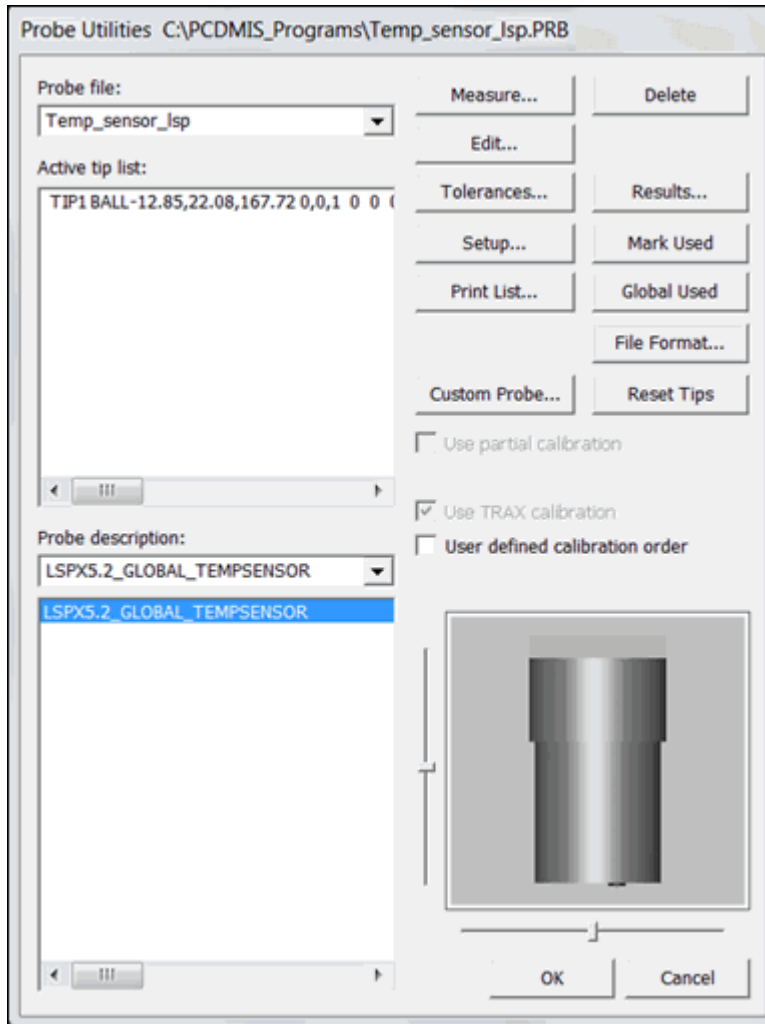 Probe Utilities C:\PCDMIS_Programs\Temp_sensor_lsp.PRB
Probe file:
Temp_sensor_lsp
Active tip list:
TIP1 BALL-12.85,22.08,167.72 0,0,1 0 0
Probe description:
LSPX5.2_GLOBAL_TEMPSENSOR
LSPX5.2_GLOBAL_TEMPSENSOR
Measure...
Delete
Edit...
Tolerances...
Results...
Setup...
Mark Used
Print List...
Global Used
File Format...
Custom Probe...
Reset Tips
Use partial calibration
Use TRAX calibration
User defined calibration order
OK
Cancel